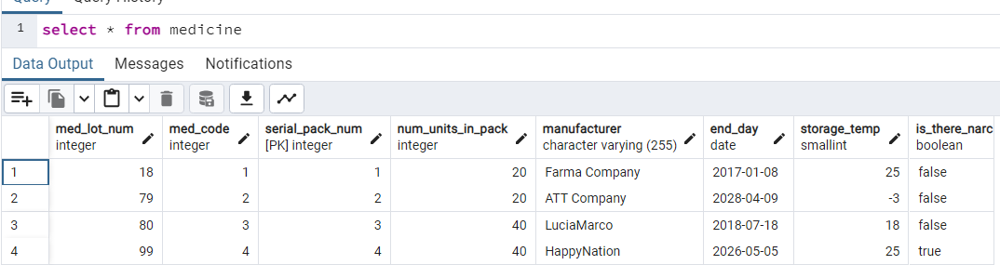 Query Query History
1 select * from medicine
Data Output Messages Notifications
med_lot_num med_code serial_pack_num num_units_in_pack manufacturer end_day storage_temp is_there_narc
integer integer [PK] integer integer character varying (255) date smallint boolean
1 18 1 1 20 Farma Company 2017-01-08 25 false
2 79 2 2 20 ATT Company 2028-04-09 -3 false
3 80 3 3 40 LuciaMarco 2018-07-18 18 false
4 99 4 4 40 HappyNation 2026-05-05 25 true